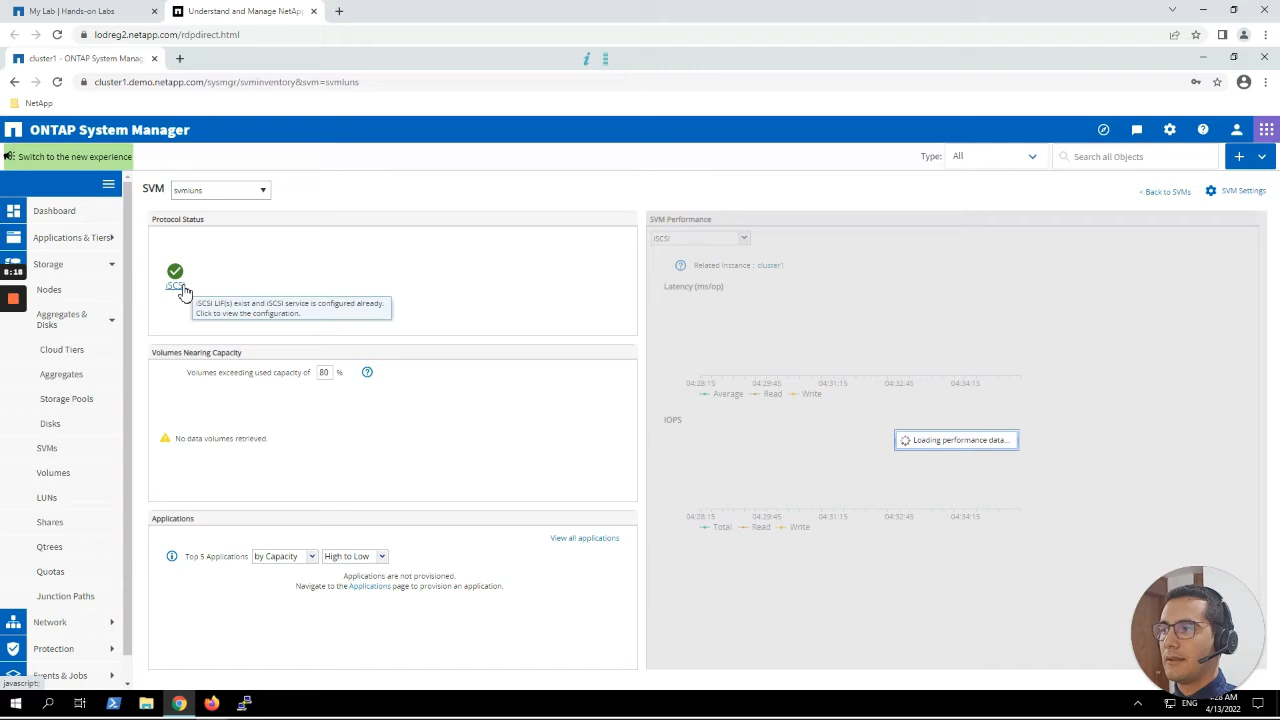 My Lab | Hands-on Labs
Understand and Manage NetApp
lodreg2.netapp.com/rdpdirect.html
cluster1 - ONTAP System Manag
cluster1.demo.netapp.com/sysmgr/svminventory&svm=svmluns
NetApp
ONTAP System Manager
Switch to the new experience
Type: All
Search all Objects
SVM svmluns
< Back to SVMs
SVM Settings
Dashboard
Applications & Tiers
Storage
8:18
Nodes
Aggregates & Disks
Cloud Tiers
Aggregates
Storage Pools
Disks
SVMs
Volumes
LUNs
Shares
Qtrees
Quotas
Junction Paths
Network
Protection
Events & Jobs
javascript:;
Protocol Status
iSCSI
iSCSI LIF(s) exist and iSCSI service is configured already.
Click to view the configuration.
Volumes Nearing Capacity
Volumes exceeding used capacity of 80 %
No data volumes retrieved.
Applications
View all applications
Top 5 Applications by Capacity High to Low
Applications are not provisioned.
Navigate to the Applications page to provision an application.
SVM Performance
iSCSI
Related Instance : cluster1
Latency (ms/op)
04:28:15 04:29:45 04:31:15 04:32:45 04:34:15
Average Read Write
IOPS
Loading performance data...
04:28:15 04:29:45 04:31:15 04:32:45 04:34:15
Total Read Write
ENG
4:28 AM
4/13/2022